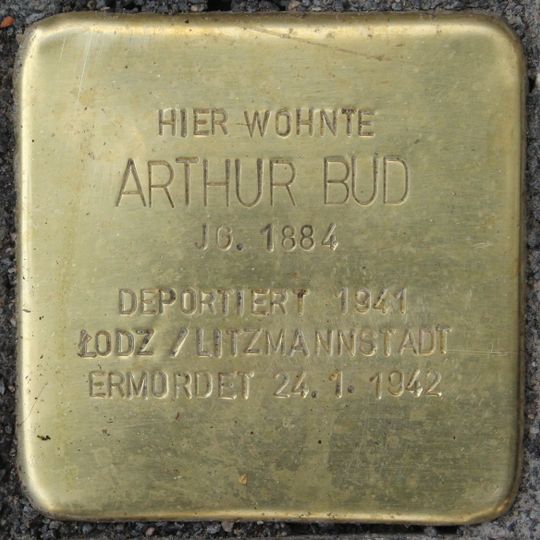 HIER WOHNTE
ARTHUR BUD
JG. 1884
DEPORTIERT 1941
ŁODZ / LITZMANNSTADT
ERMORDET 24. 1. 1942